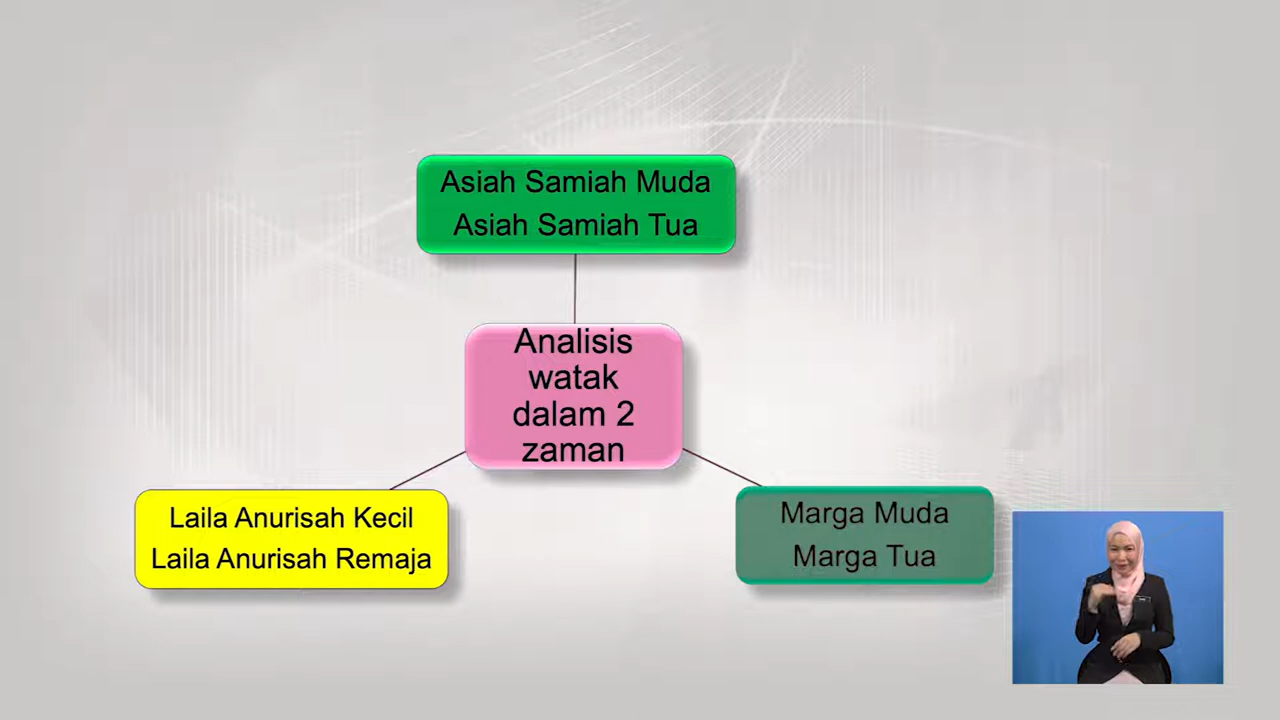 Asiah Samiah Muda
Asiah Samiah Tua
Analisis
watak
dalam 2
zaman
Laila Anurisah Kecil
Laila Anurisah Remaja
Marga Muda
Marga Tua